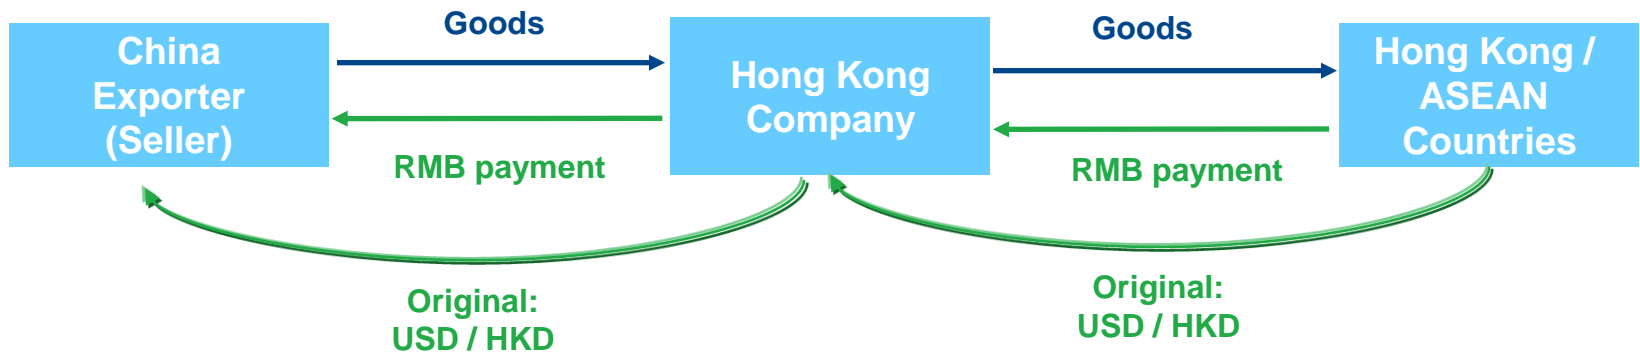 Goods
China
Exporter
(Seller)
RMB payment
Hong Kong
Company
Goods
RMB payment
Hong Kong /
ASEAN
Countries
Original:
USD / HKD
Original:
USD / HKD